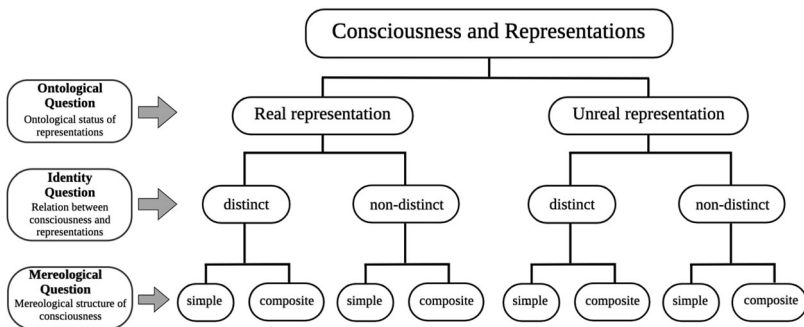 Consciousness and Representations
Ontological
Question
Ontological status of
representations
Real representation
Unreal representation
Identity
Question
Relation between
consciousness and
representations
distinct
non-distinct
distinct
non-distinct
Mereological
Question
Mereological structure of
consciousness
simple
composite
simple
composite
simple
composite
simple
composite